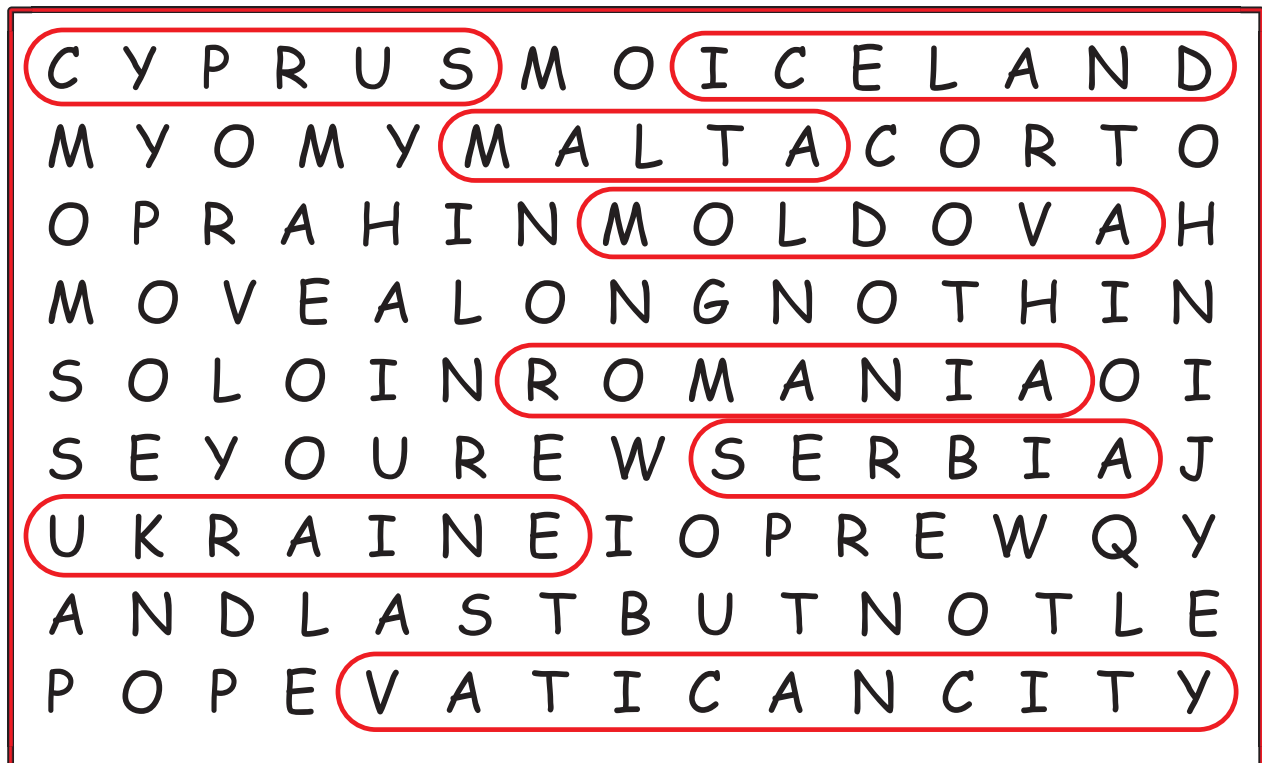 C Y P R U S M O I C E L A N D
M Y O M Y M A L T A C O R T O
O P R A H I N M O L D O V A H
M O V E A L O N G N O T H I N
S O L O I N R O M A N I A O I
S E Y O U R E W S E R B I A J
U K R A I N E I O P R E W Q Y
A N D L A S T B U T N O T L E
P O P E V A T I C A N C I T Y